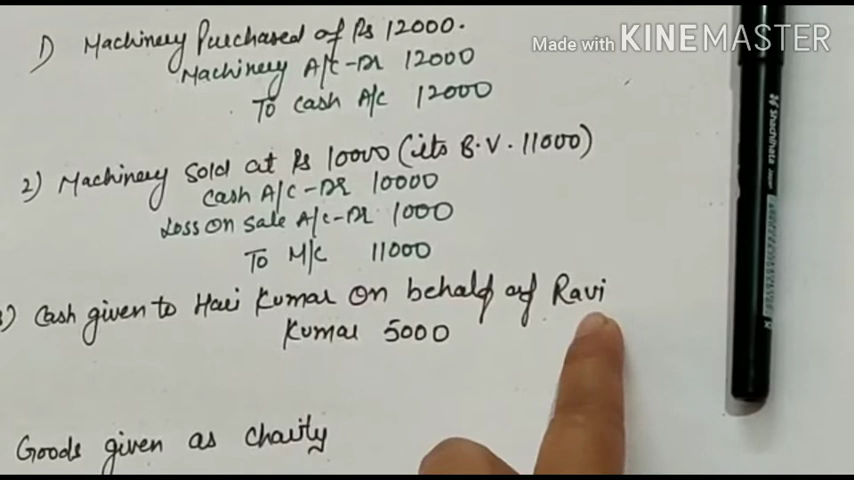 Made with KINEMASTER
1) Machinery Purchased of Rs 12000.
Machinery A/c-Dr 12000
To cash A/c 12000
2) Machinery Sold at Rs 10000 (its B.V. 11000)
Cash A/c-Dr 10000
Loss on Sale A/c-Dr 1000
To M/c 11000
3) Cash given to Hari Kumar On behalf of Ravi
Kumar 5000
Goods given as charity
Shachihata